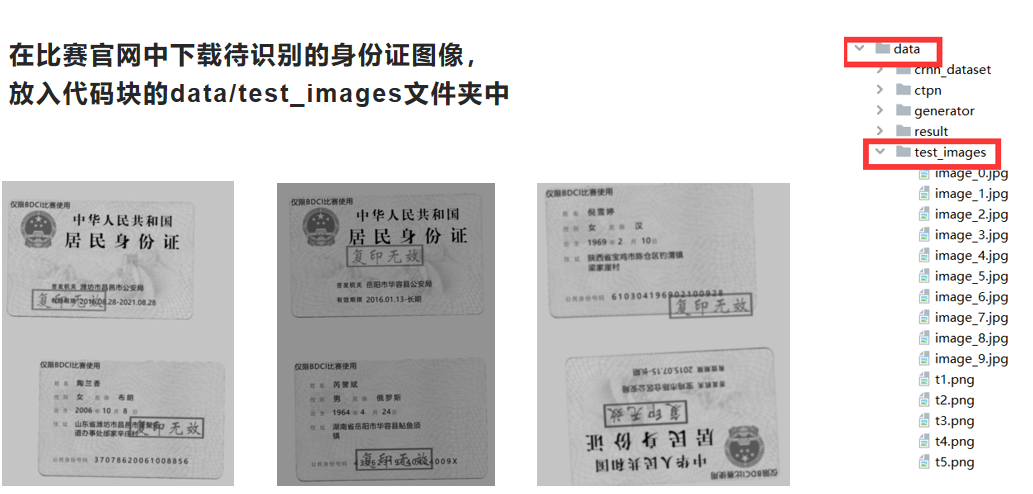 在比赛官网中下载待识别的身份证图像，
放入代码块的data/test_images文件夹中
仅限BDCI比赛使用
中华人民共和国
居民身份证
签发机关 潍坊市昌邑市公安局
有效期限 2016.08.28-2021.08.28
复印无效
仅限BDCI比赛使用
姓名 陶兰香
性别 女 民族 布朗
出生 2006 年 10 月 8 日
住址 山东省潍坊市昌邑市
道办事处邰家辛庄村
复印无效
公民身份号码 37078620061008856
仅限BDCI比赛使用
中华人民共和国
居民身份证
复印无效
签发机关 岳阳市华容县公安局
有效期限 2016.01.13-长期
仅限BDCI比赛使用
姓名 芮赟斌
性别 男 民族 俄罗斯
出生 1964 年 4 月 24 日
住址 湖南省岳阳市华容县鲇鱼须
镇
公民身份号码
复印无效
仅限BDCI比赛使用
姓名 倪雪婷
性别 女 民族 汉
出生 1969 年 2 月 10 日
住址 陕西省宝鸡市陈仓区钓渭镇
梁家崖村
公民身份号码 610304196902100928
复印无效
仅限BDCI比赛使用
中华人民共和国
居民身份证
复印无效
签发机关 宝鸡市陈仓区公安局
有效期限 2015.07.15-长期
data
crnn_dataset
ctpn
generator
result
test_images
image_0.jpg
image_1.jpg
image_2.jpg
image_3.jpg
image_4.jpg
image_5.jpg
image_6.jpg
image_7.jpg
image_8.jpg
image_9.jpg
t1.png
t2.png
t3.png
t4.png
t5.png